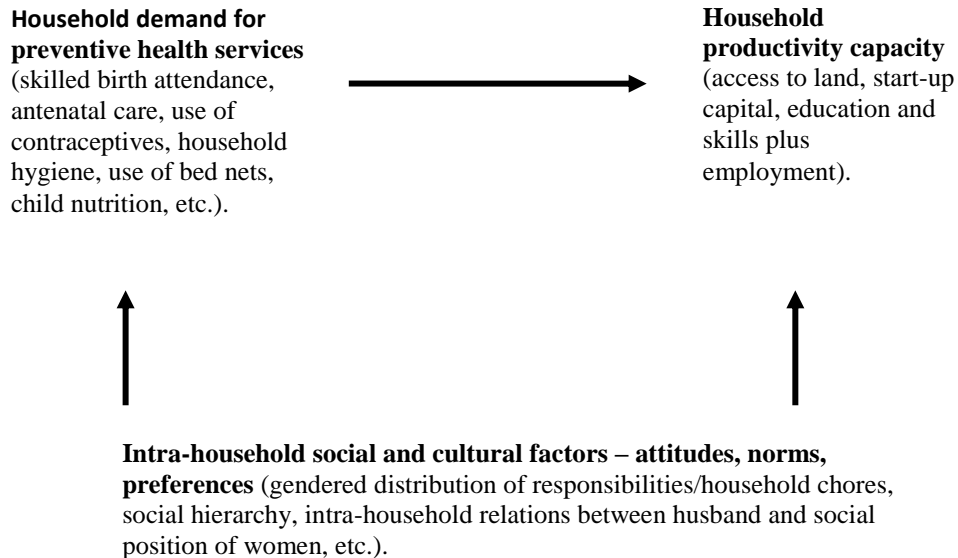 Household demand for
preventive health services
(skilled birth attendance,
antenatal care, use of
contraceptives, household
hygiene, use of bed nets,
child nutrition, etc.).
Household
productivity capacity
(access to land, start-up
capital, education and
skills plus
employment).
Intra-household social and cultural factors – attitudes, norms,
preferences (gendered distribution of responsibilities/household chores,
social hierarchy, intra-household relations between husband and social
position of women, etc.).